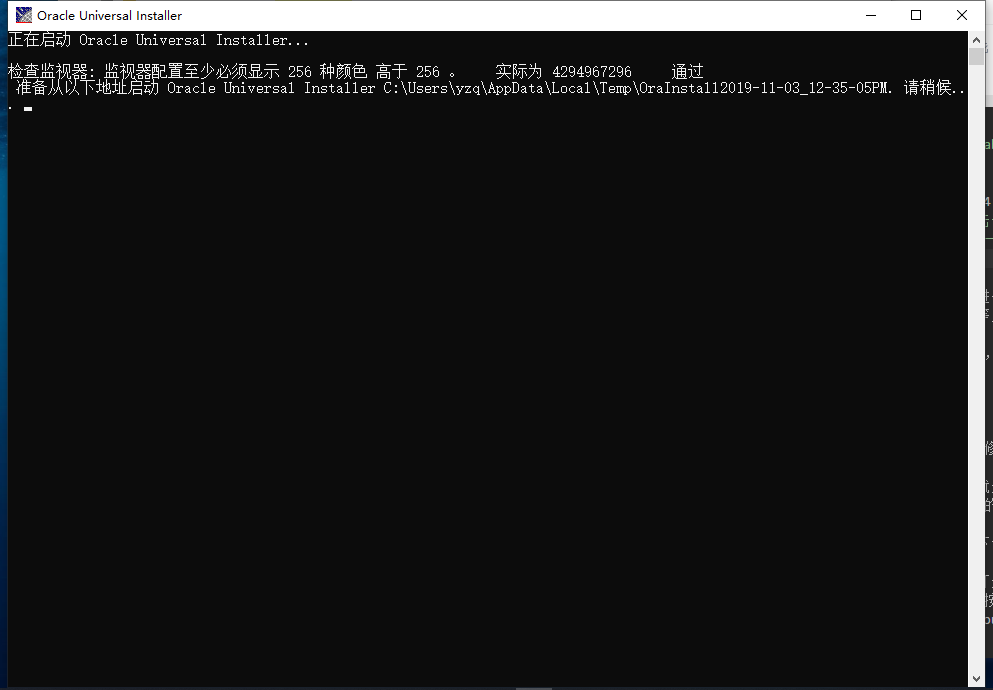 Oracle Universal Installer
正在启动 Oracle Universal Installer...
检查监视器: 监视器配置至少必须显示 256 种颜色 高于 256 。    实际为 4294967296     通过
准备从以下地址启动 Oracle Universal Installer C:\Users\yzq\AppData\Local\Temp\OraInstall2019-11-03_12-35-05PM. 请稍候..
.